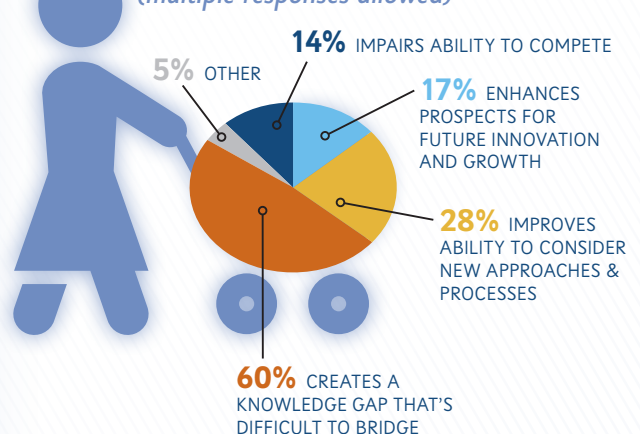 (multiple responses allowed)
14% IMPAIRS ABILITY TO COMPETE
5% OTHER
17% ENHANCES
PROSPECTS FOR
FUTURE INNOVATION
AND GROWTH
28% IMPROVES
ABILITY TO CONSIDER
NEW APPROACHES &
PROCESSES
60% CREATES A
KNOWLEDGE GAP THAT'S
DIFFICULT TO BRIDGE